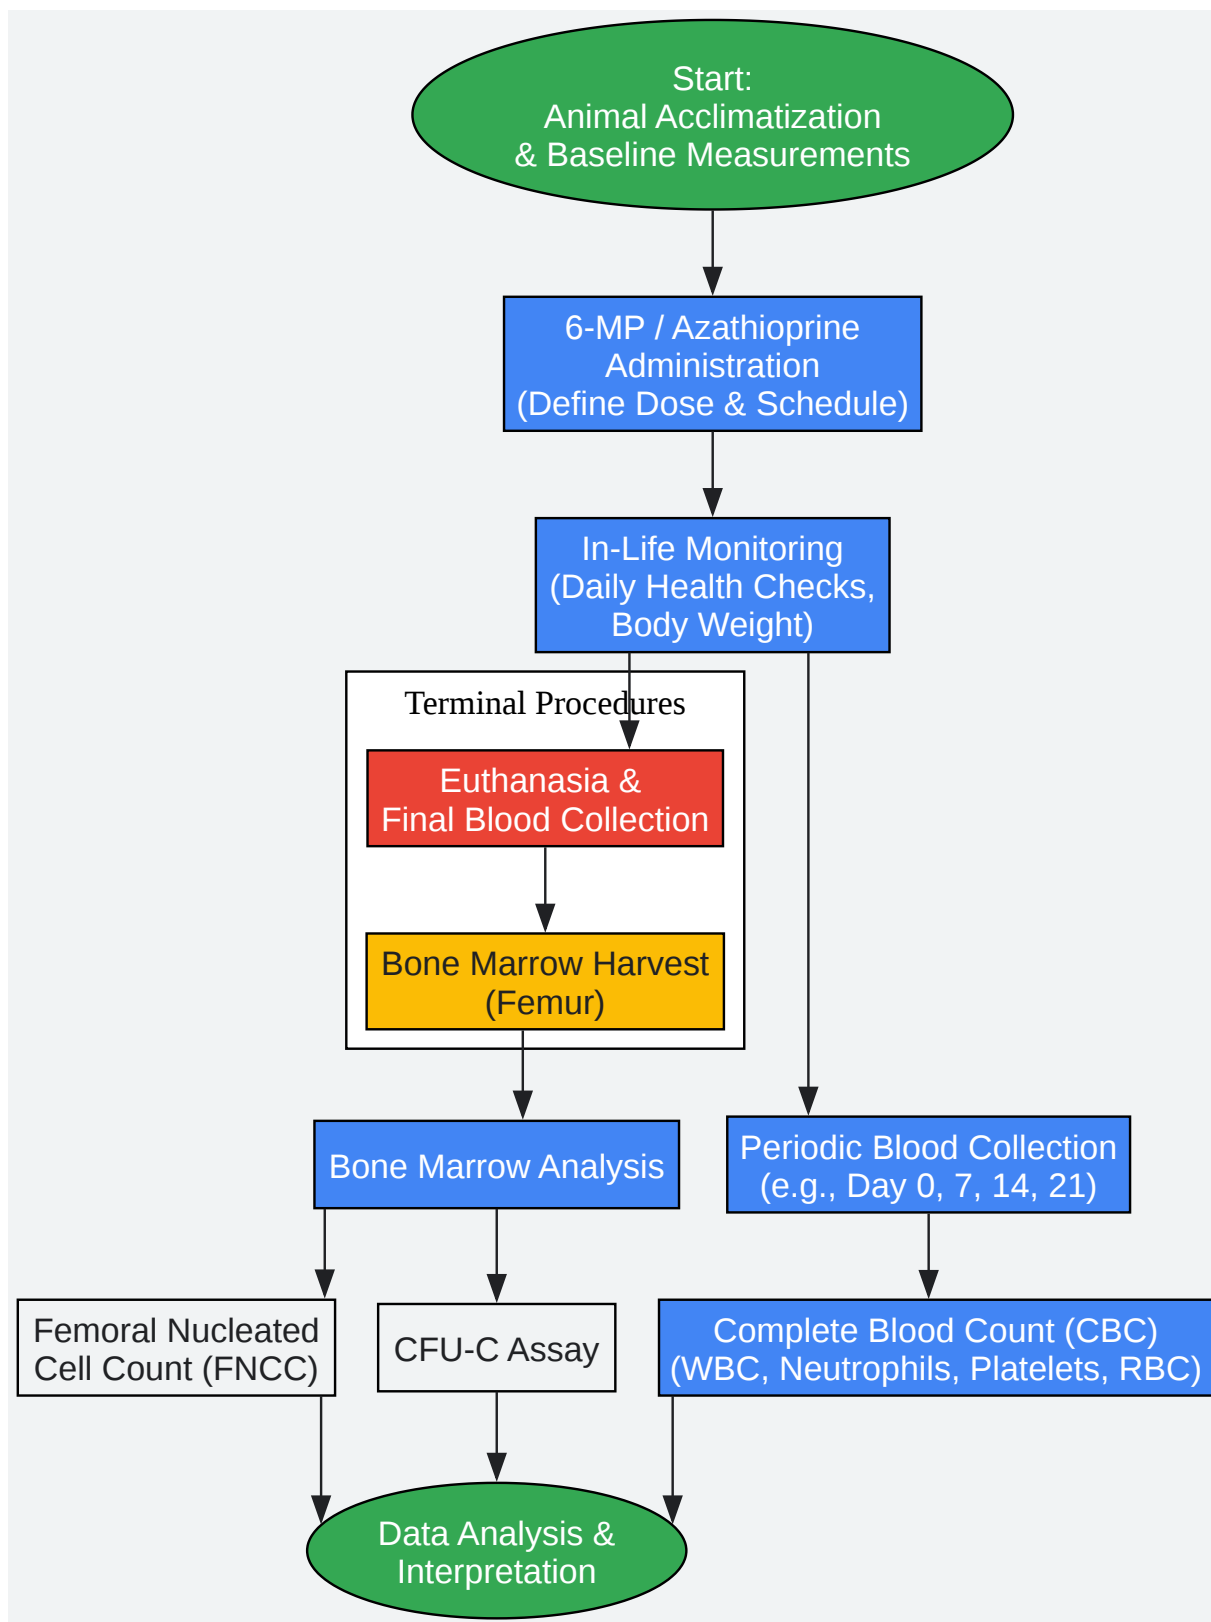 Start:
Animal Acclimatization
& Baseline Measurements
6-MP / Azathioprine
Administration
(Define Dose & Schedule)
In-Life Monitoring
(Daily Health Checks,
Body Weight)
Terminal Procedures
Euthanasia &
Final Blood Collection
Bone Marrow Harvest
(Femur)
Bone Marrow Analysis
Periodic Blood Collection
(e.g., Day 0, 7, 14, 21)
Femoral Nucleated
Cell Count (FNCC)
CFU-C Assay
Complete Blood Count (CBC)
(WBC, Neutrophils, Platelets, RBC)
Data Analysis &
Interpretation